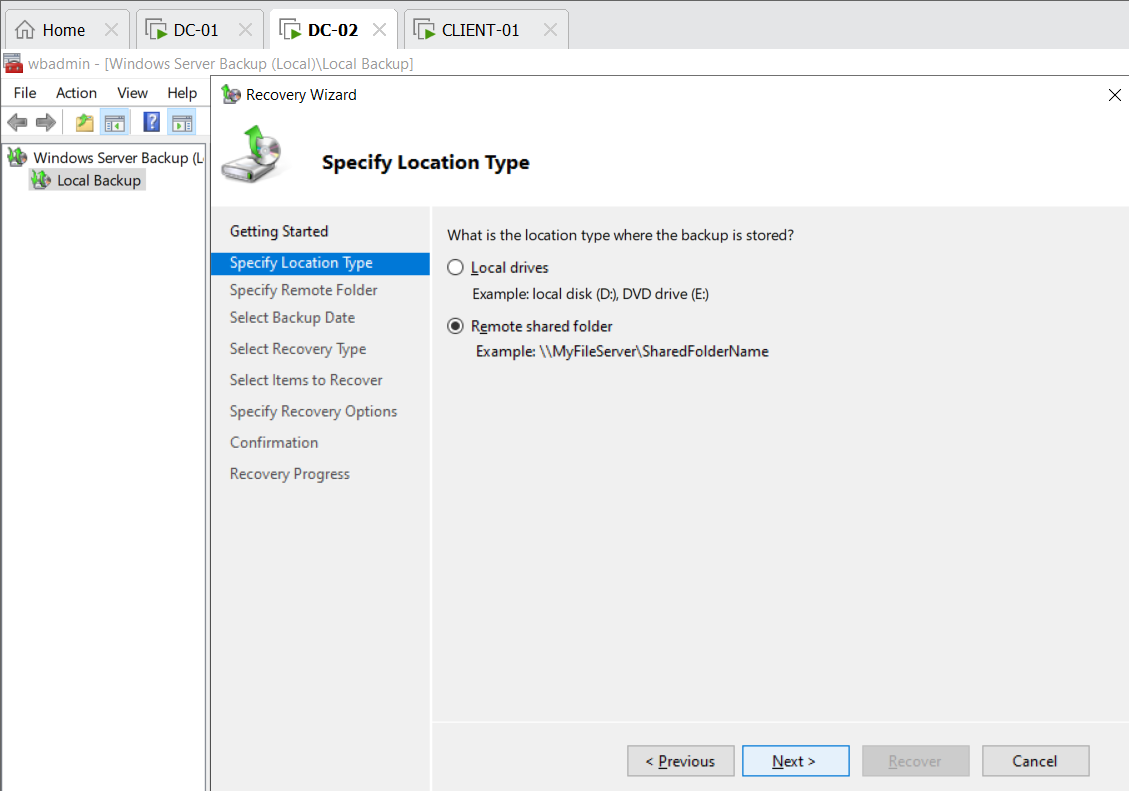 Home
DC-01
DC-02
CLIENT-01
wbadmin - [Windows Server Backup (Local)\Local Backup]
File Action View Help
Windows Server Backup (L
Local Backup
Recovery Wizard
Specify Location Type
Getting Started
Specify Location Type
Specify Remote Folder
Select Backup Date
Select Recovery Type
Select Items to Recover
Specify Recovery Options
Confirmation
Recovery Progress
What is the location type where the backup is stored?
Local drives
Example: local disk (D:), DVD drive (E:)
Remote shared folder
Example: \\MyFileServer\SharedFolderName
< Previous
Next >
Recover
Cancel